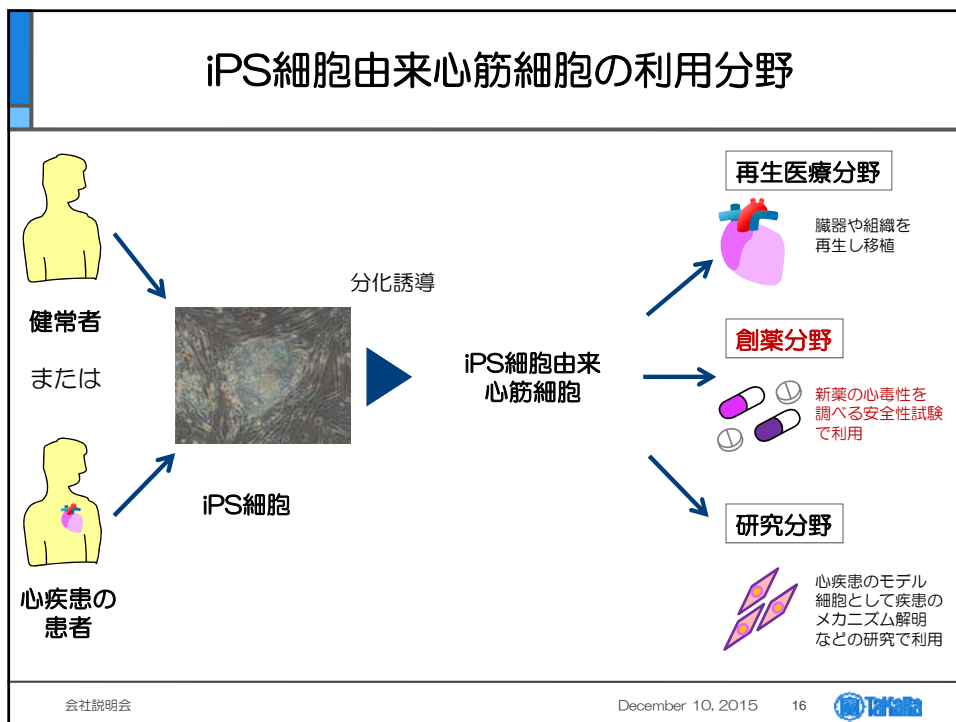 iPS細胞由来心筋細胞の利用分野
健常者
または
心疾患の
患者
分化誘導
iPS細胞
iPS細胞由来
心筋細胞
再生医療分野
臓器や組織を
再生し移植
創薬分野
新薬の心毒性を
調べる安全性試験
で利用
研究分野
心疾患のモデル
細胞として疾患の
メカニズム解明
などの研究で利用
会社説明会
December 10, 2015
16
TaKaRa